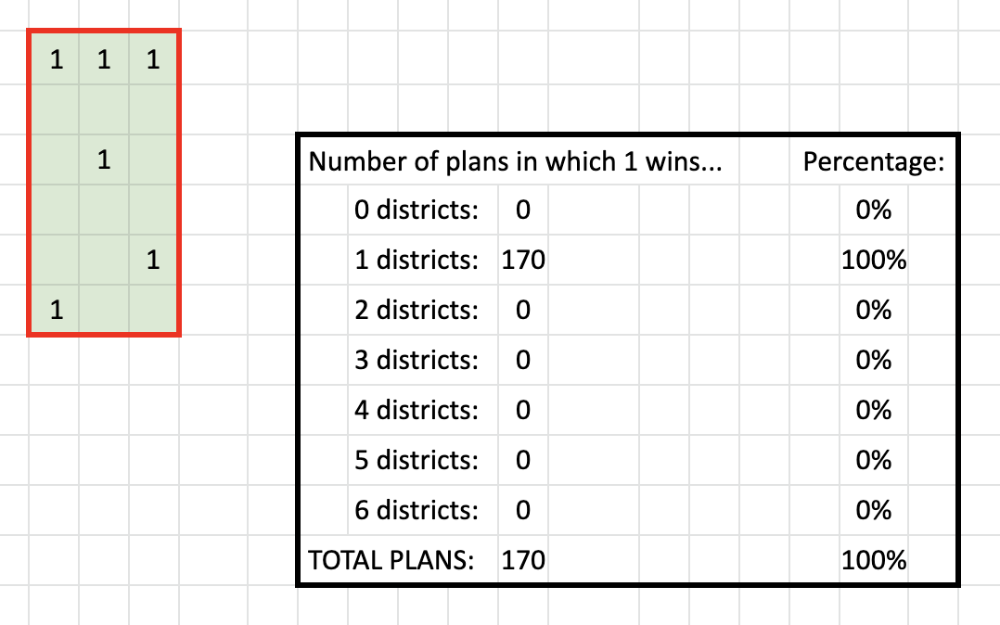 1 1 1
1
1
1
Number of plans in which 1 wins... Percentage:
0 districts: 0 0%
1 districts: 170 100%
2 districts: 0 0%
3 districts: 0 0%
4 districts: 0 0%
5 districts: 0 0%
6 districts: 0 0%
TOTAL PLANS: 170 100%